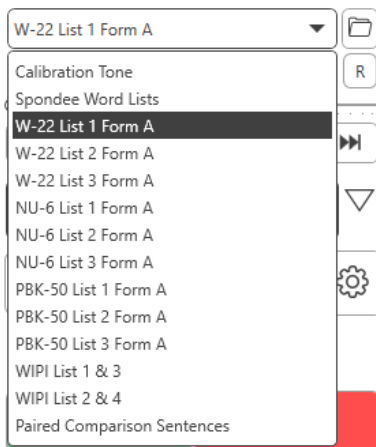 W-22 List 1 Form A
R
Calibration Tone
Spondee Word Lists
W-22 List 1 Form A
W-22 List 2 Form A
W-22 List 3 Form A
NU-6 List 1 Form A
NU-6 List 2 Form A
NU-6 List 3 Form A
PBK-50 List 1 Form A
PBK-50 List 2 Form A
PBK-50 List 3 Form A
WIPI List 1 & 3
WIPI List 2 & 4
Paired Comparison Sentences